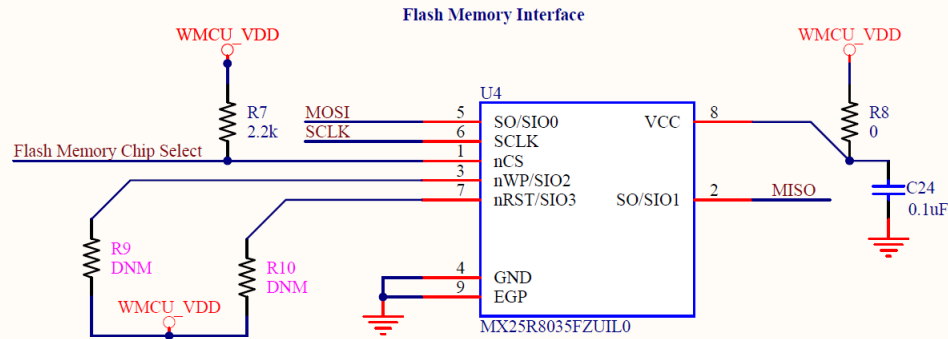 Flash Memory Interface
WMCU_VDD
WMCU_VDD
R7
2.2k
R8
0
U4
MOSI
5
SO/SIO0
VCC
8
SCLK
6
SCLK
Flash Memory Chip Select
1
nCS
3
nWP/SIO2
7
nRST/SIO3
SO/SIO1
2
MISO
C24
0.1uF
R9
DNM
R10
DNM
4
GND
9
EGP
WMCU_VDD
MX25R8035FZUIL0